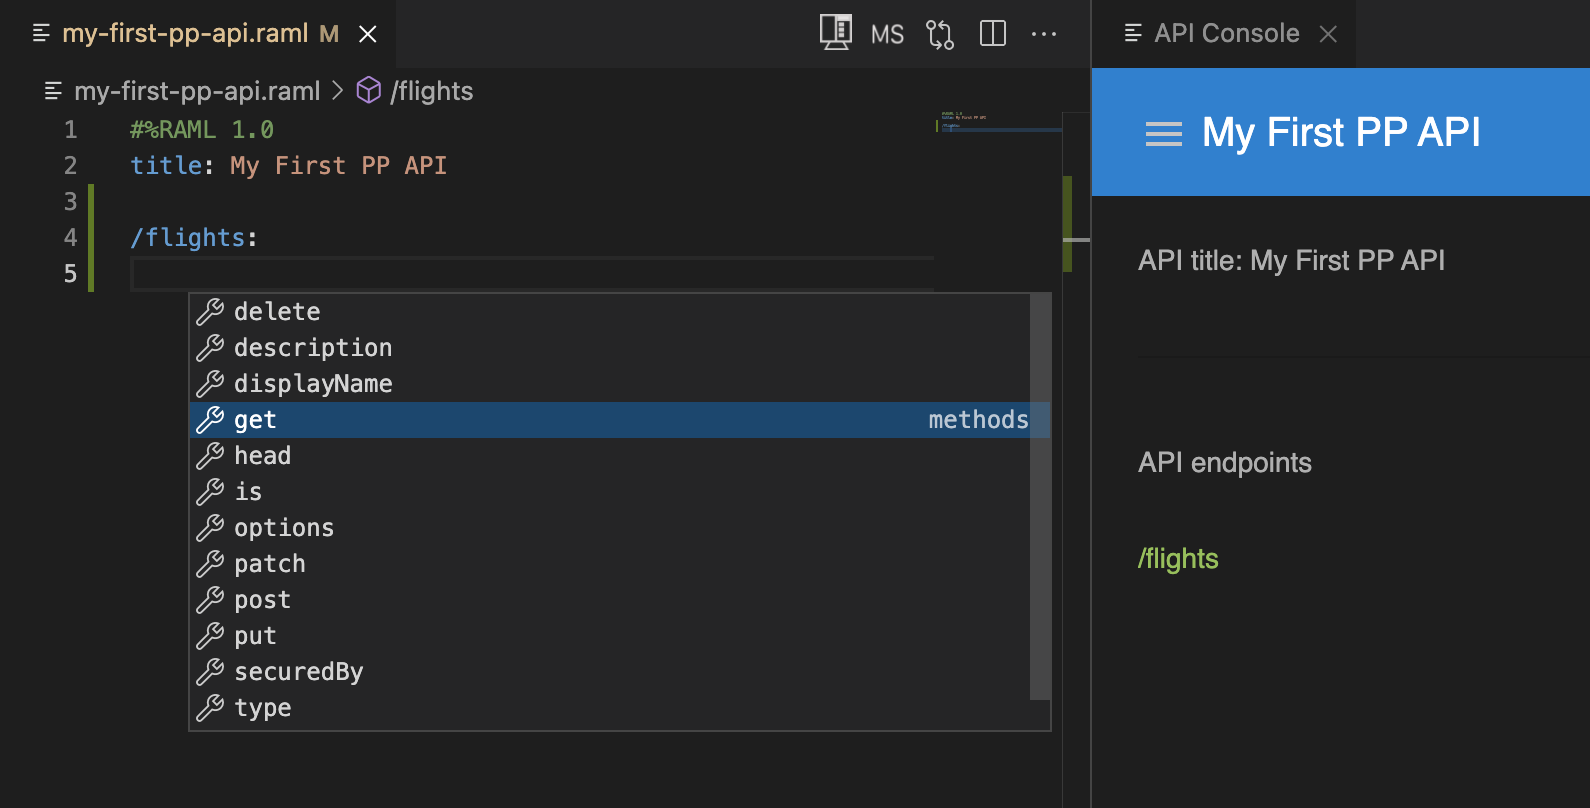 my-first-pp-api.raml M
MS
API Console
my-first-pp-api.raml > /flights
1 #%RAML 1.0
2 title: My First PP API
3
4 /flights:
5
delete
description
displayName
get methods
head
is
options
patch
post
put
securedBy
type
My First PP API
API title: My First PP API
API endpoints
/flights